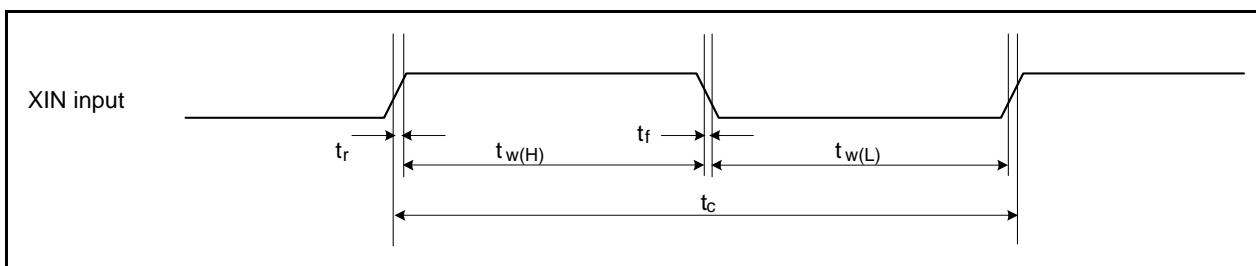 XIN input
tr
tw(H)
tf
tw(L)
tc